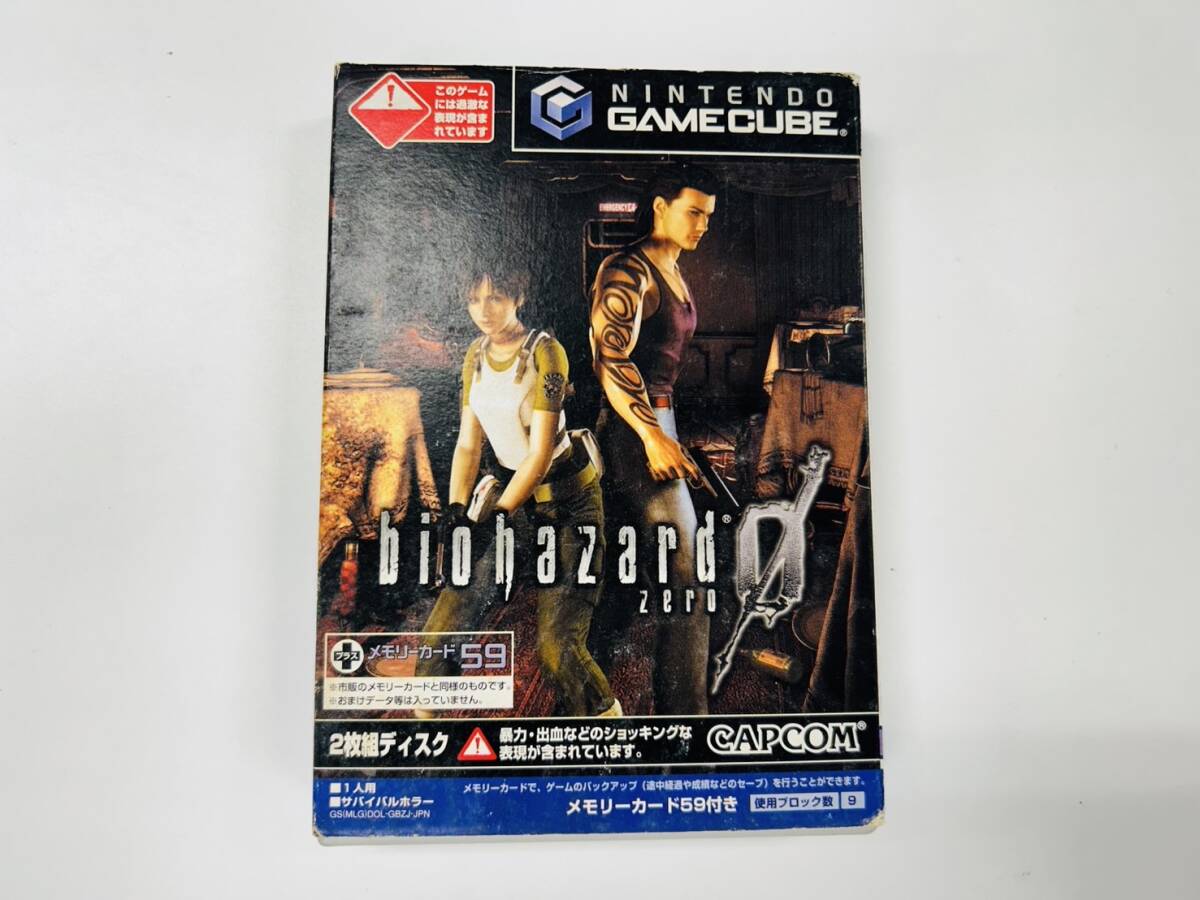 このゲーム
には過激な
表現が含ま
れています
NINTENDO
GAMECUBE®
EMERGENCY
biohazard®
zero
0
プラス メモリーカード59
※市販のメモリーカードと同様のものです。
※おまけデータ等は入っていません。
2枚組ディスク
暴力・出血などのショッキングな
表現が含まれています。
CAPCOM®
■1人用
■サバイバルホラー
GS(MLG)DOL-GBZJ-JPN
メモリーカードで、ゲームのバックアップ(途中経過や成績などのセーブ)を行うことができます。
メモリーカード59付き
使用ブロック数 9